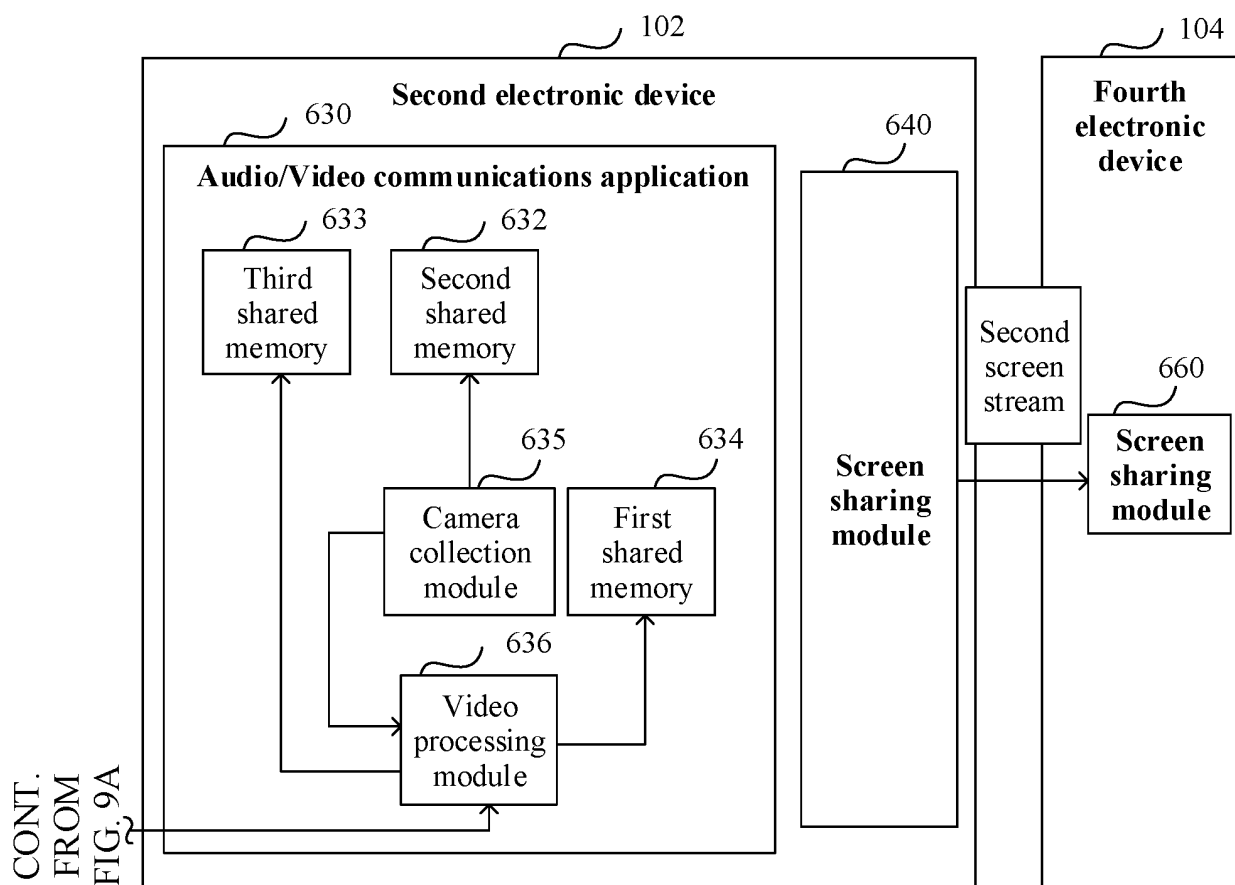 102
104
Second electronic device
Fourth
electronic
device
630
640
Audio/Video communications application
633
632
Third
shared
memory
Second
shared
memory
Second
screen
stream
660
635
634
Camera
collection
module
First
shared
memory
Screen
sharing
module
Screen
sharing
module
636
Video
processing
module
CONT.
FROM
FIG. 9A